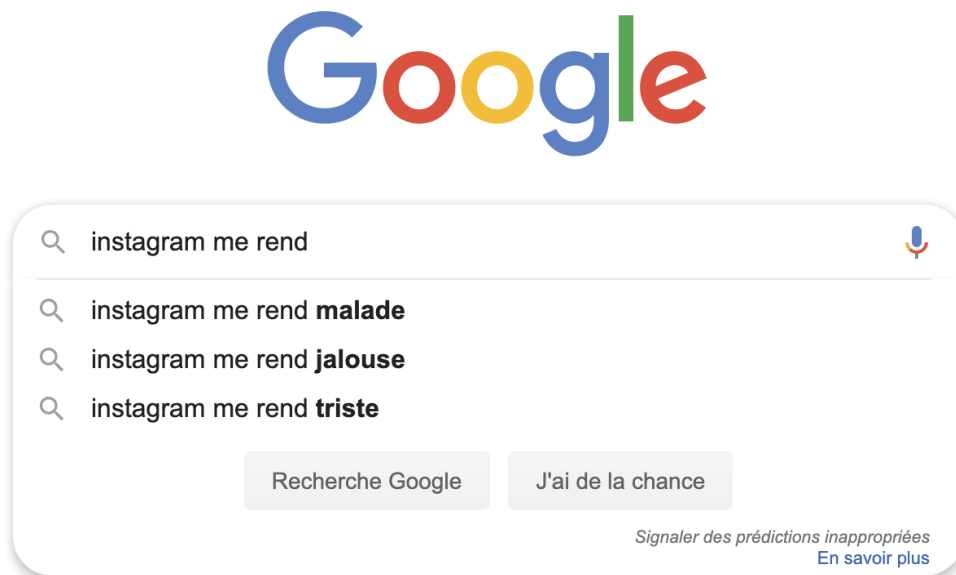 Google
instagram me rend
instagram me rend malade
instagram me rend jalouse
instagram me rend triste
Recherche Google J'ai de la chance
Signaler des prédictions inappropriées
En savoir plus